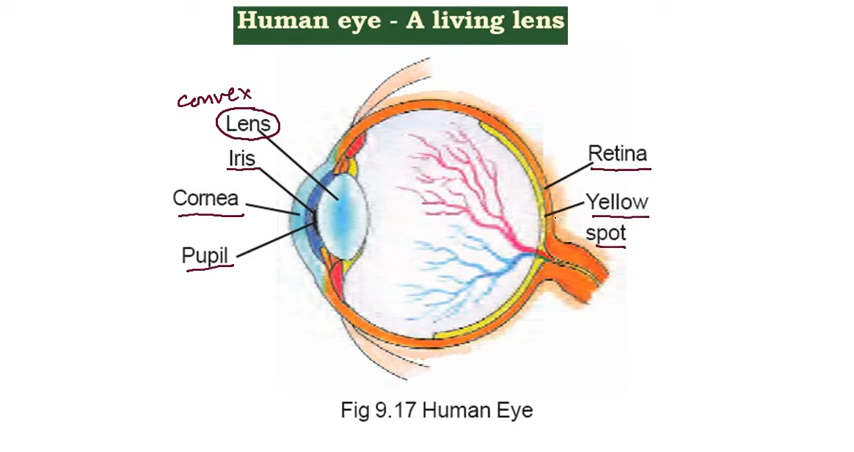 Human eye - A living lens
convex
Lens
Iris
Cornea
Pupil
Retina
Yellow
spot
Fig 9.17 Human Eye